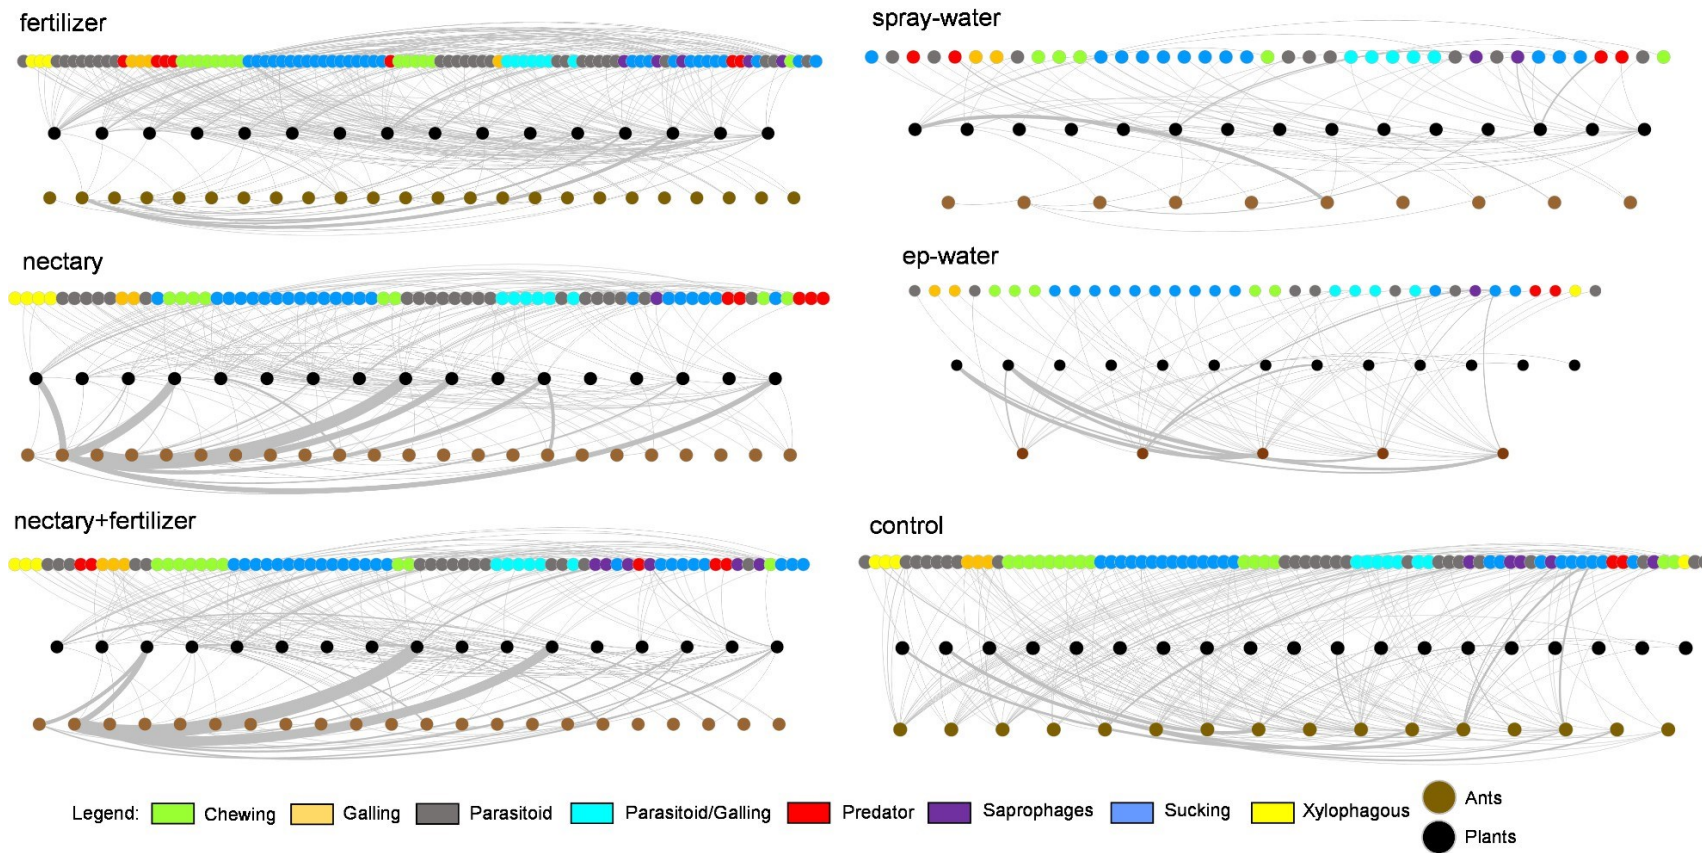 fertilizer
spray-water
nectary
ep-water
nectary+fertilizer
control
Legend: Chewing Galling Parasitoid Parasitoid/Galling Predator Saprophages Sucking Xylophagous Ants
Plants